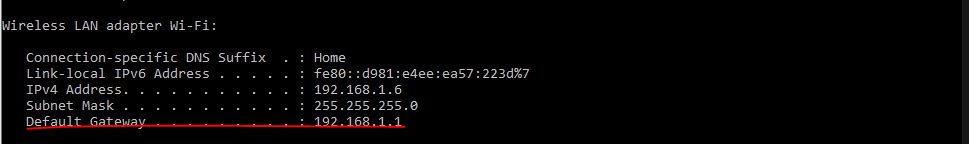 Wireless LAN adapter Wi-Fi:
Connection-specific DNS Suffix  . : Home
Link-local IPv6 Address . . . . . : fe80::d981:e4ee:ea57:223d%7
IPv4 Address. . . . . . . . . . . : 192.168.1.6
Subnet Mask . . . . . . . . . . . : 255.255.255.0
Default Gateway . . . . . . . . . : 192.168.1.1